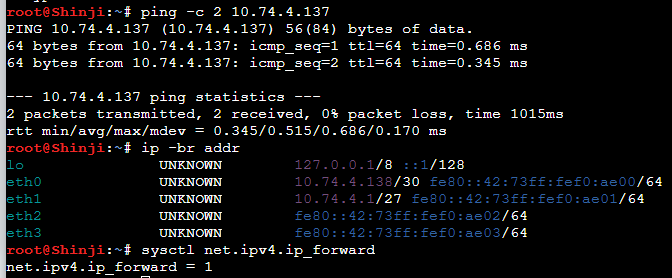 root@Shinji:~# ping -c 2 10.74.4.137
PING 10.74.4.137 (10.74.4.137) 56(84) bytes of data.
64 bytes from 10.74.4.137: icmp_seq=1 ttl=64 time=0.686 ms
64 bytes from 10.74.4.137: icmp_seq=2 ttl=64 time=0.345 ms

--- 10.74.4.137 ping statistics ---
2 packets transmitted, 2 received, 0% packet loss, time 1015ms
rtt min/avg/max/mdev = 0.345/0.515/0.686/0.170 ms
root@Shinji:~# ip -br addr
lo UNKNOWN 127.0.0.1/8 ::1/128
eth0 UNKNOWN 10.74.4.138/30 fe80::42:73ff:fef0:ae00/64
eth1 UNKNOWN 10.74.4.1/27 fe80::42:73ff:fef0:ae01/64
eth2 UNKNOWN fe80::42:73ff:fef0:ae02/64
eth3 UNKNOWN fe80::42:73ff:fef0:ae03/64
root@Shinji:~# sysctl net.ipv4.ip_forward
net.ipv4.ip_forward = 1